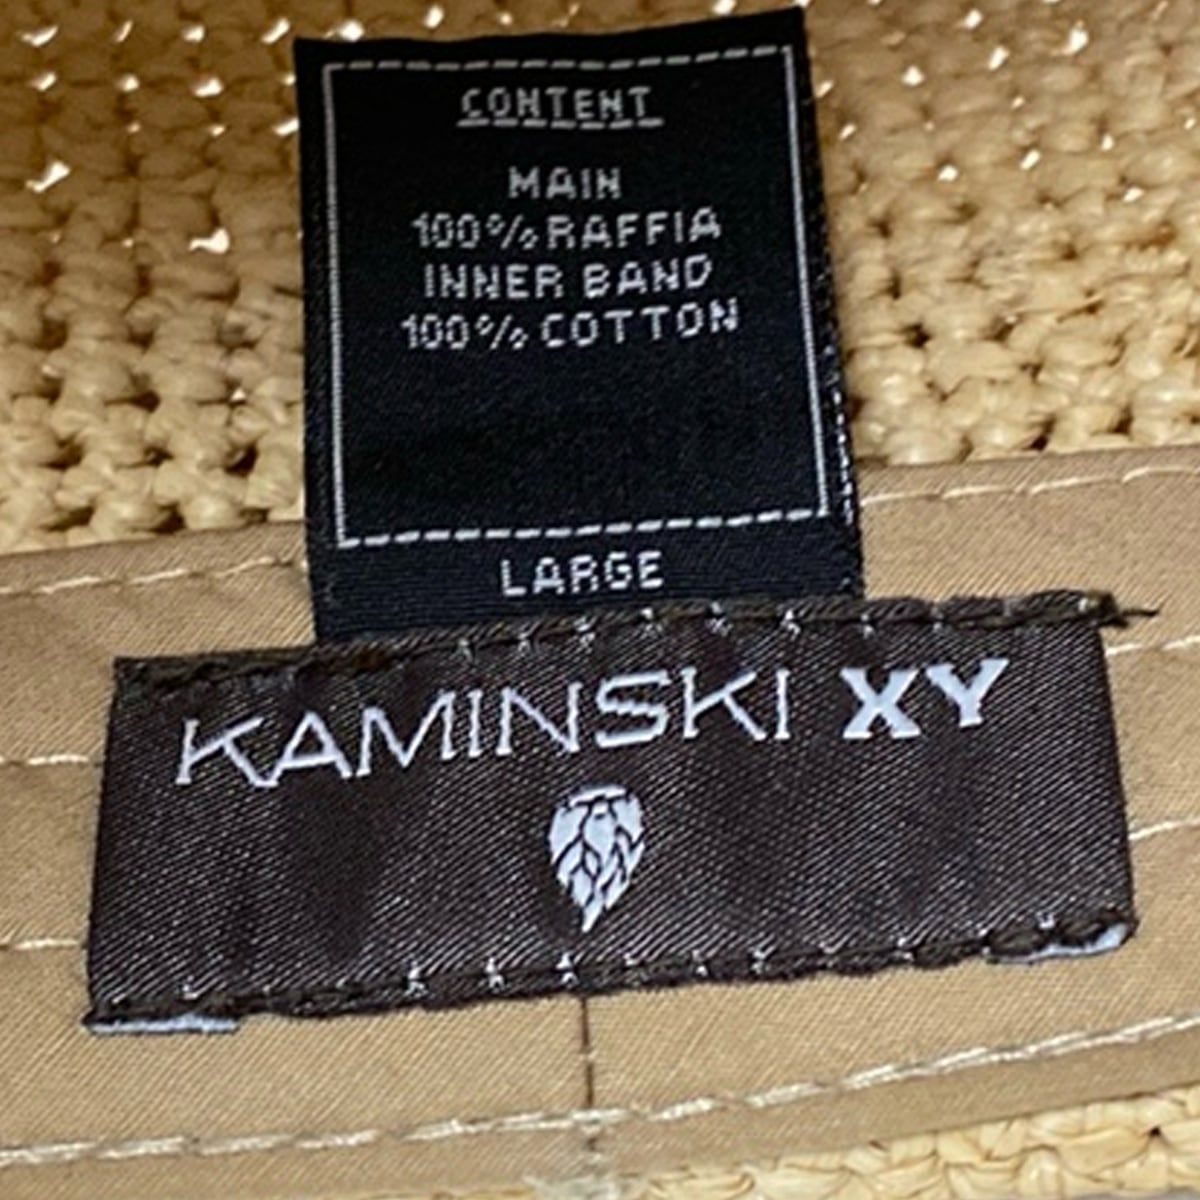 CONTENT
MAIN
100% RAFFIA
INNER BAND
100% COTTON
LARGE
KAMINSKI XY